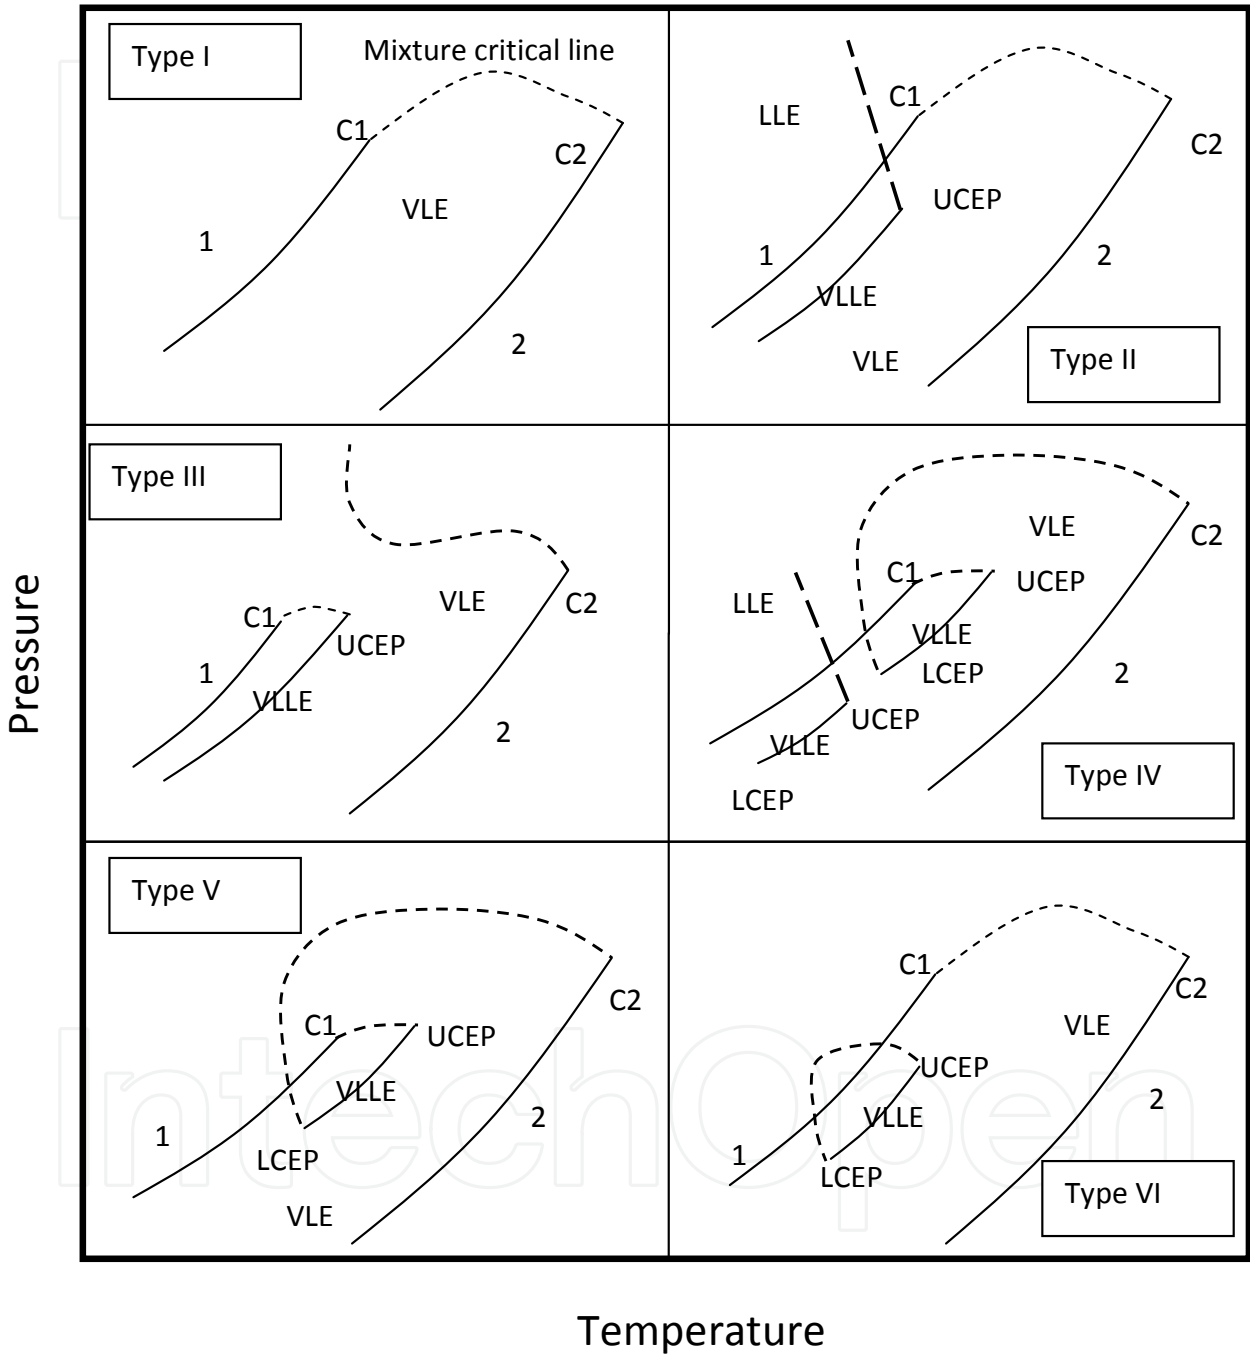 Type I
Mixture critical line
C1
C2
VLE
1
2
LLE
C1
C2
UCEP
1
2
VLLE
VLE
Type II
Type III
C1
VLE
C2
UCEP
1
VLLE
2
VLE
C2
C1
UCEP
LLE
VLLE
LCEP
2
UCEP
VLLE
LCEP
Type IV
Type V
C2
C1
UCEP
VLLE
2
1
LCEP
VLE
C1
C2
VLE
UCEP
2
VLLE
1
LCEP
Type VI
Pressure
Temperature
IntechOpen